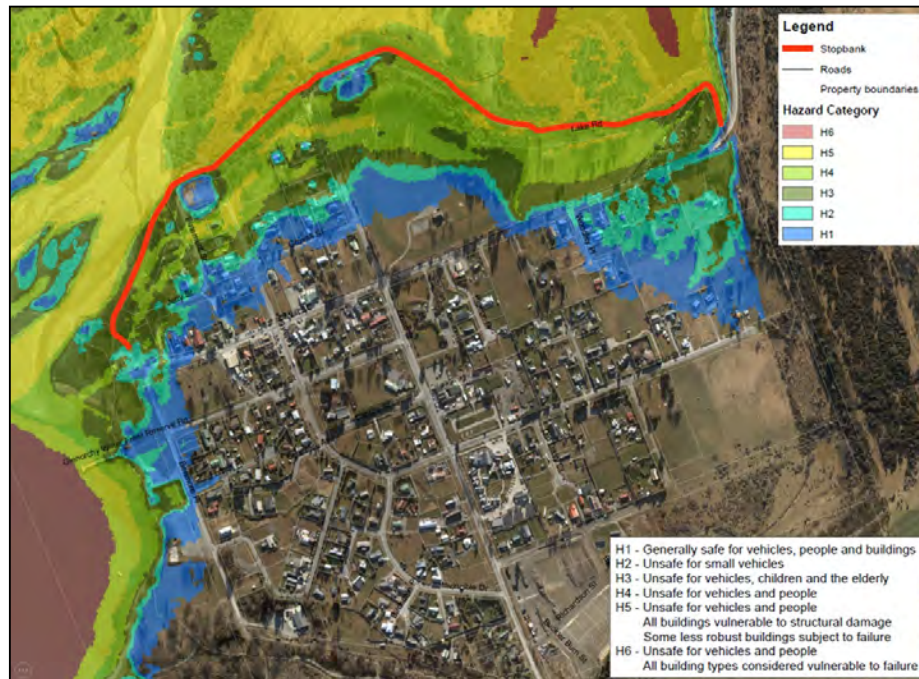 Legend
Stopbank
Roads
Property boundaries
Hazard Category
H6
H5
H4
H3
H2
H1
Lake Rd
H1 - Generally safe for vehicles, people and buildings
H2 - Unsafe for small vehicles
H3 - Unsafe for vehicles, children and the elderly
H4 - Unsafe for vehicles and people
H5 - Unsafe for vehicles and people
All buildings vulnerable to structural damage
Some less robust buildings subject to failure
H6 - Unsafe for vehicles and people
All building types considered vulnerable to failure